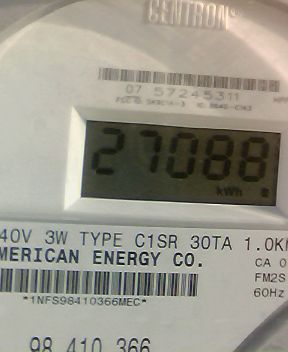 CENTRON
07 57245311
27088
kWh
40V 3W TYPE C1SR 30TA 1.0K
MERICAN ENERGY CO.
CA 0
FM2S
60Hz
*1NFS98410366MEC*
98 410 366